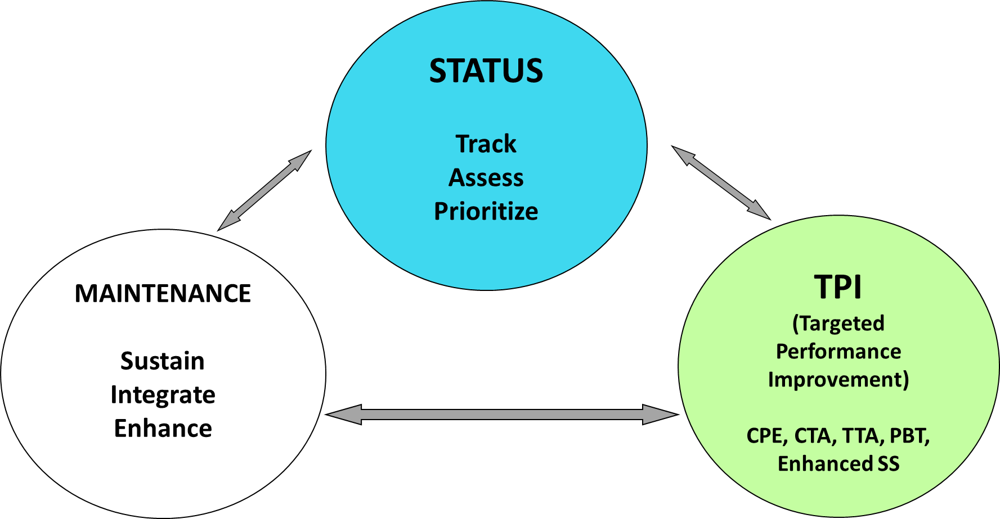 STATUS
Track
Assess
Prioritize
MAINTENANCE
Sustain
Integrate
Enhance
TPI
(Targeted
Performance
Improvement)
CPE, CTA, TTA, PBT,
Enhanced SS